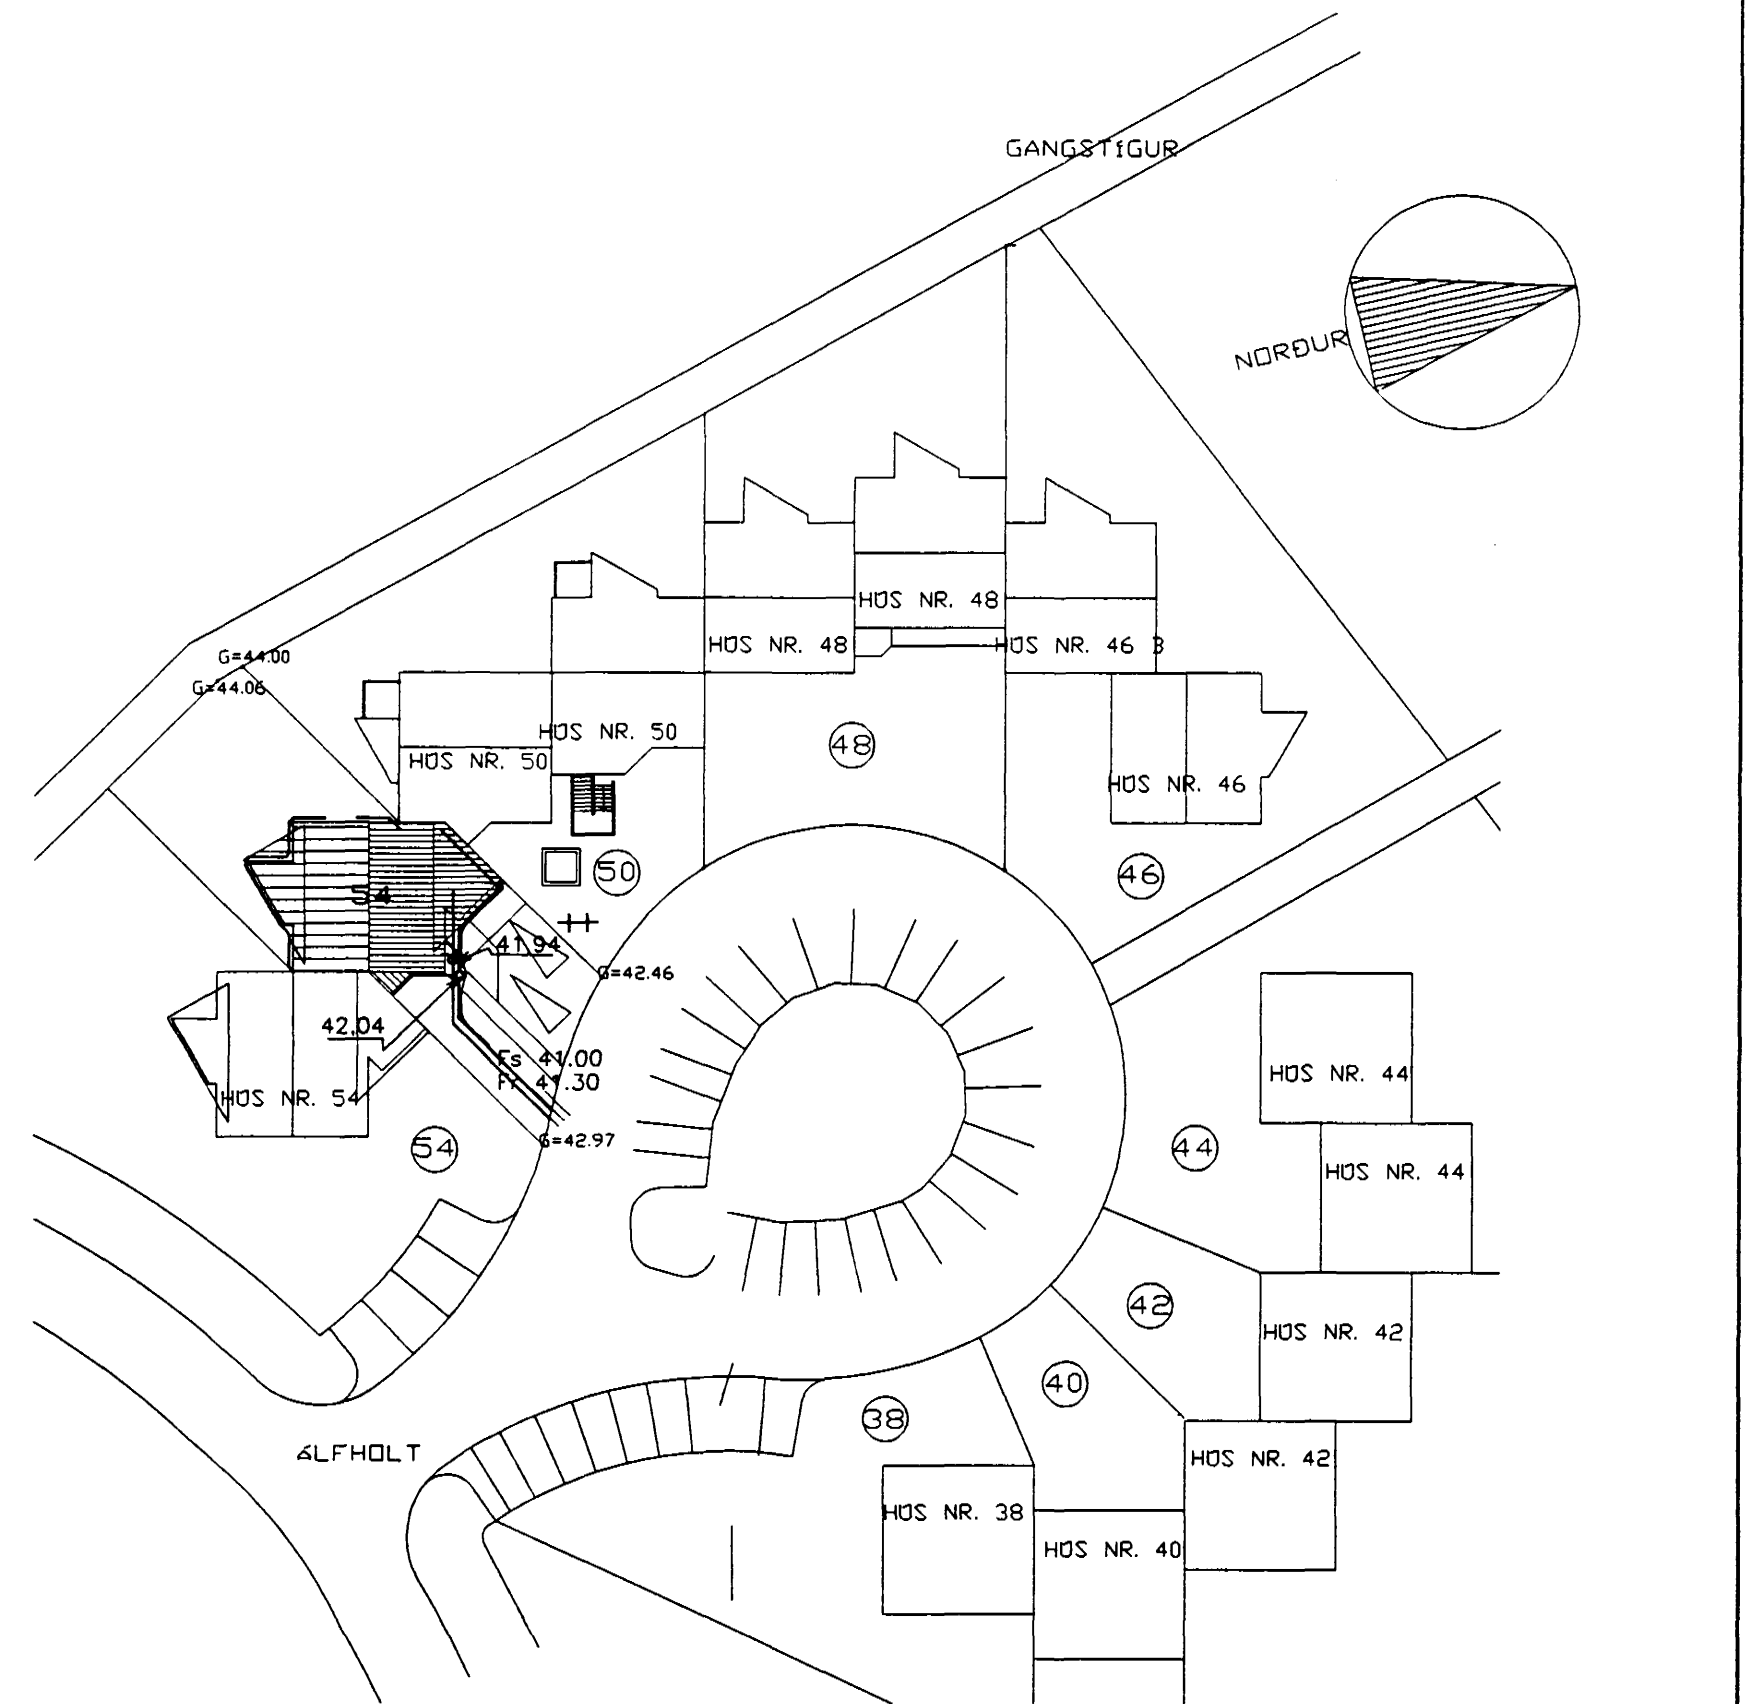 GANGSTÍGUR
NORÐUR
HÚS NR. 48
HÚS NR. 48
HÚS NR. 46 B
G=44.00
G=44.06
HÚS NR. 50
HÚS NR. 50
48
HÚS NR. 46
50
46
54
41.94
G=42.46
42.04
Fs 41.00
Fr 41.30
HÚS NR. 54
G=42.97
54
HÚS NR. 44
44
HÚS NR. 44
42
HÚS NR. 42
40
38
ÁLFHOLT
HÚS NR. 42
HÚS NR. 38
HÚS NR. 40